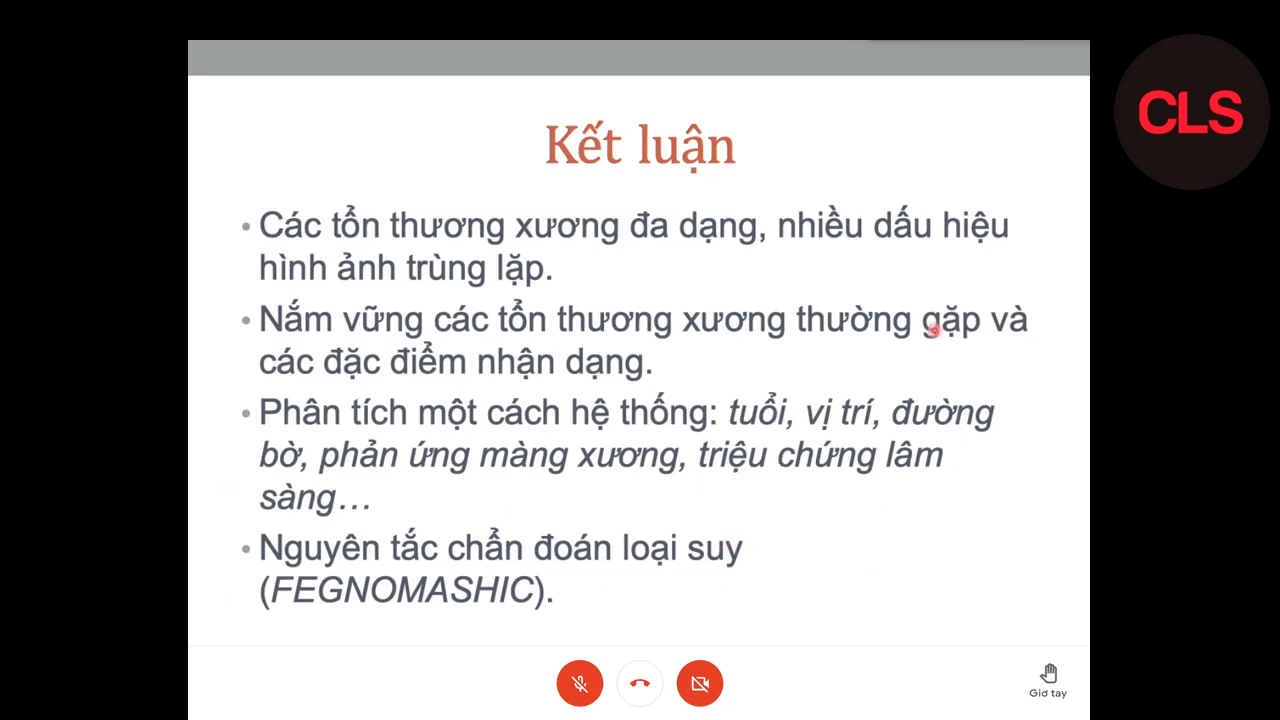 CLS
Kết luận
• Các tổn thương xương đa dạng, nhiều dấu hiệu
hình ảnh trùng lặp.
• Nắm vững các tổn thương xương thường gặp và
các đặc điểm nhận dạng.
• Phân tích một cách hệ thống: tuổi, vị trí, đường
bờ, phản ứng màng xương, triệu chứng lâm
sàng…
• Nguyên tắc chẩn đoán loại suy
(FEGNOMASHIC).
Giơ tay